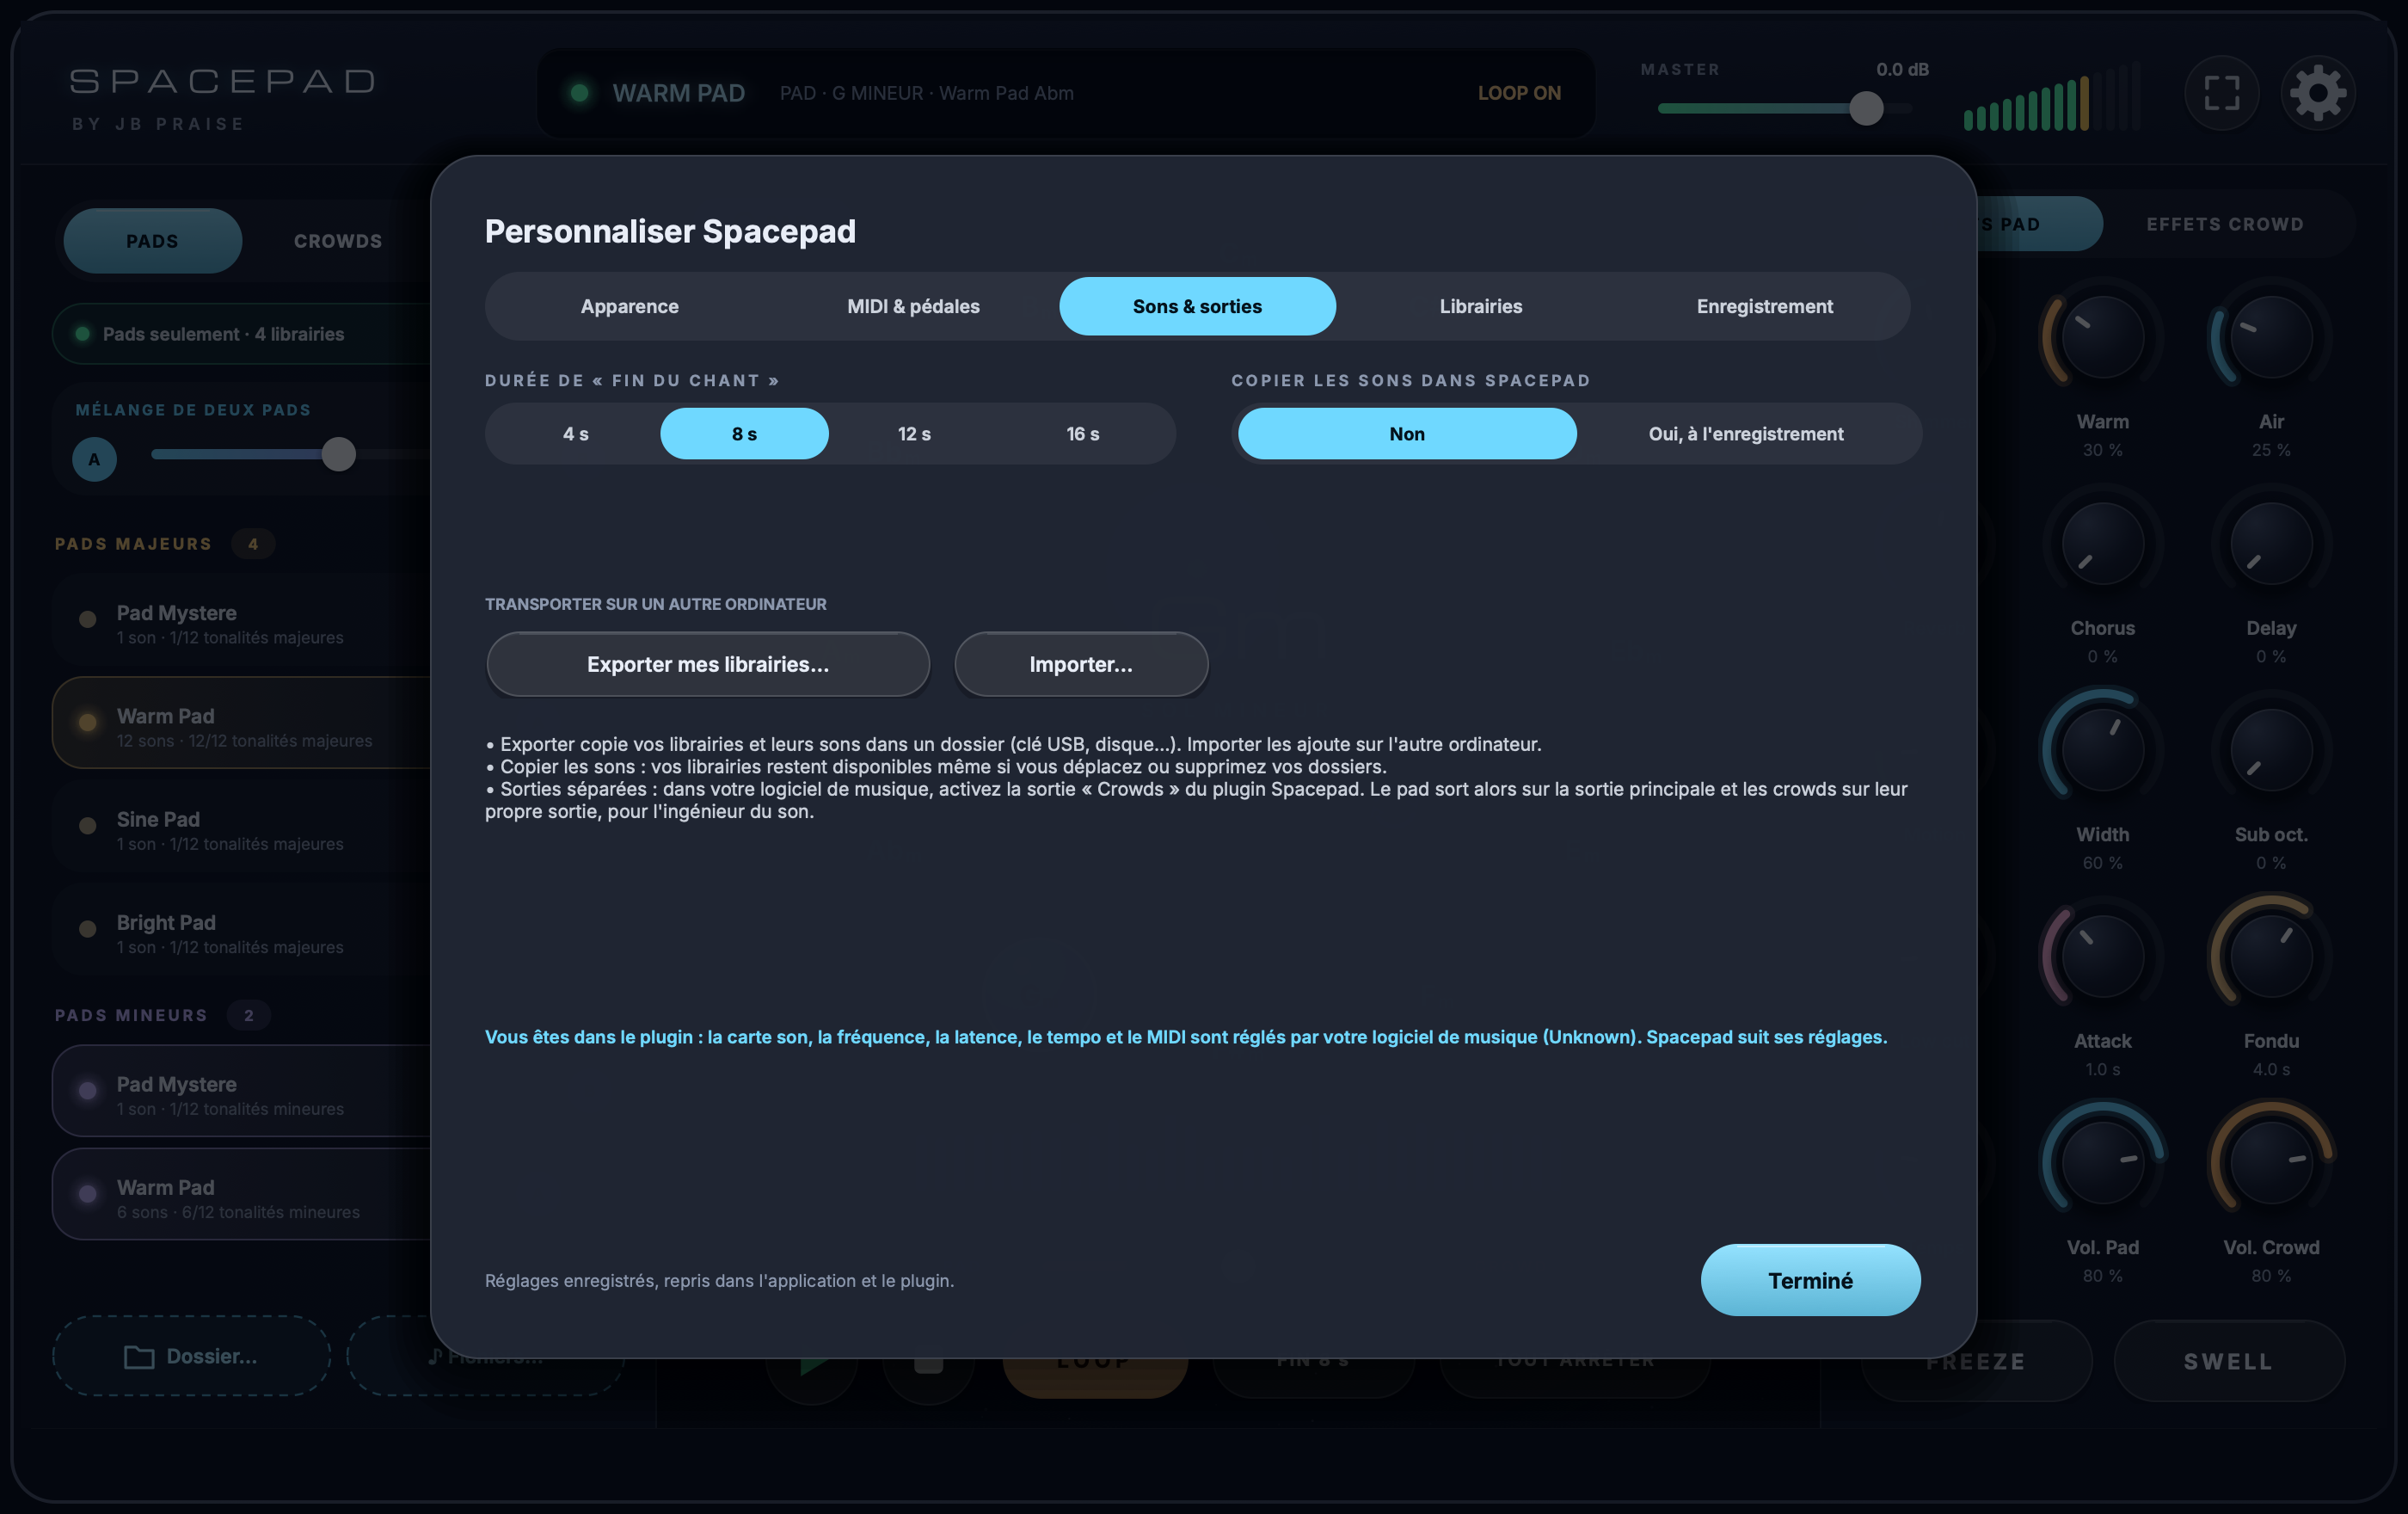 SPACEPAD
BY JB PRAISE
WARM PAD
PAD · G MINEUR · Warm Pad Abm
LOOP ON
MASTER
0.0 dB
PADS
CROWDS
Pads seulement · 4 librairies
MÉLANGE DE DEUX PADS
A
PADS MAJEURS
4
Pad Mystere
1 son · 1/12 tonalités majeures
Warm Pad
12 sons · 12/12 tonalités majeures
Sine Pad
1 son · 1/12 tonalités majeures
Bright Pad
1 son · 1/12 tonalités majeures
PADS MINEURS
2
Pad Mystere
1 son · 1/12 tonalités mineures
Warm Pad
6 sons · 6/12 tonalités mineures
Dossier...
Personnaliser Spacepad
Apparence
MIDI & pédales
Sons & sorties
Librairies
Enregistrement
DURÉE DE « FIN DU CHANT »
4 s
8 s
12 s
16 s
COPIER LES SONS DANS SPACEPAD
Non
Oui, à l'enregistrement
TRANSPORTER SUR UN AUTRE ORDINATEUR
Exporter mes librairies...
Importer...
• Exporter copie vos librairies et leurs sons dans un dossier (clé USB, disque...). Importer les ajoute sur l'autre ordinateur.
• Copier les sons : vos librairies restent disponibles même si vous déplacez ou supprimez vos dossiers.
• Sorties séparées : dans votre logiciel de musique, activez la sortie « Crowds » du plugin Spacepad. Le pad sort alors sur la sortie principale et les crowds sur leur
propre sortie, pour l'ingénieur du son.
Vous êtes dans le plugin : la carte son, la fréquence, la latence, le tempo et le MIDI sont réglés par votre logiciel de musique (Unknown). Spacepad suit ses réglages.
Réglages enregistrés, repris dans l'application et le plugin.
Terminé
LOOP
FIN 8 s
TOUT ARRÊTER
PAD
EFFETS CROWD
Warm
30 %
Air
25 %
Chorus
0 %
Delay
0 %
Width
60 %
Sub oct.
0 %
Attack
1.0 s
Fondu
4.0 s
Vol. Pad
80 %
Vol. Crowd
80 %
FREEZE
SWELL